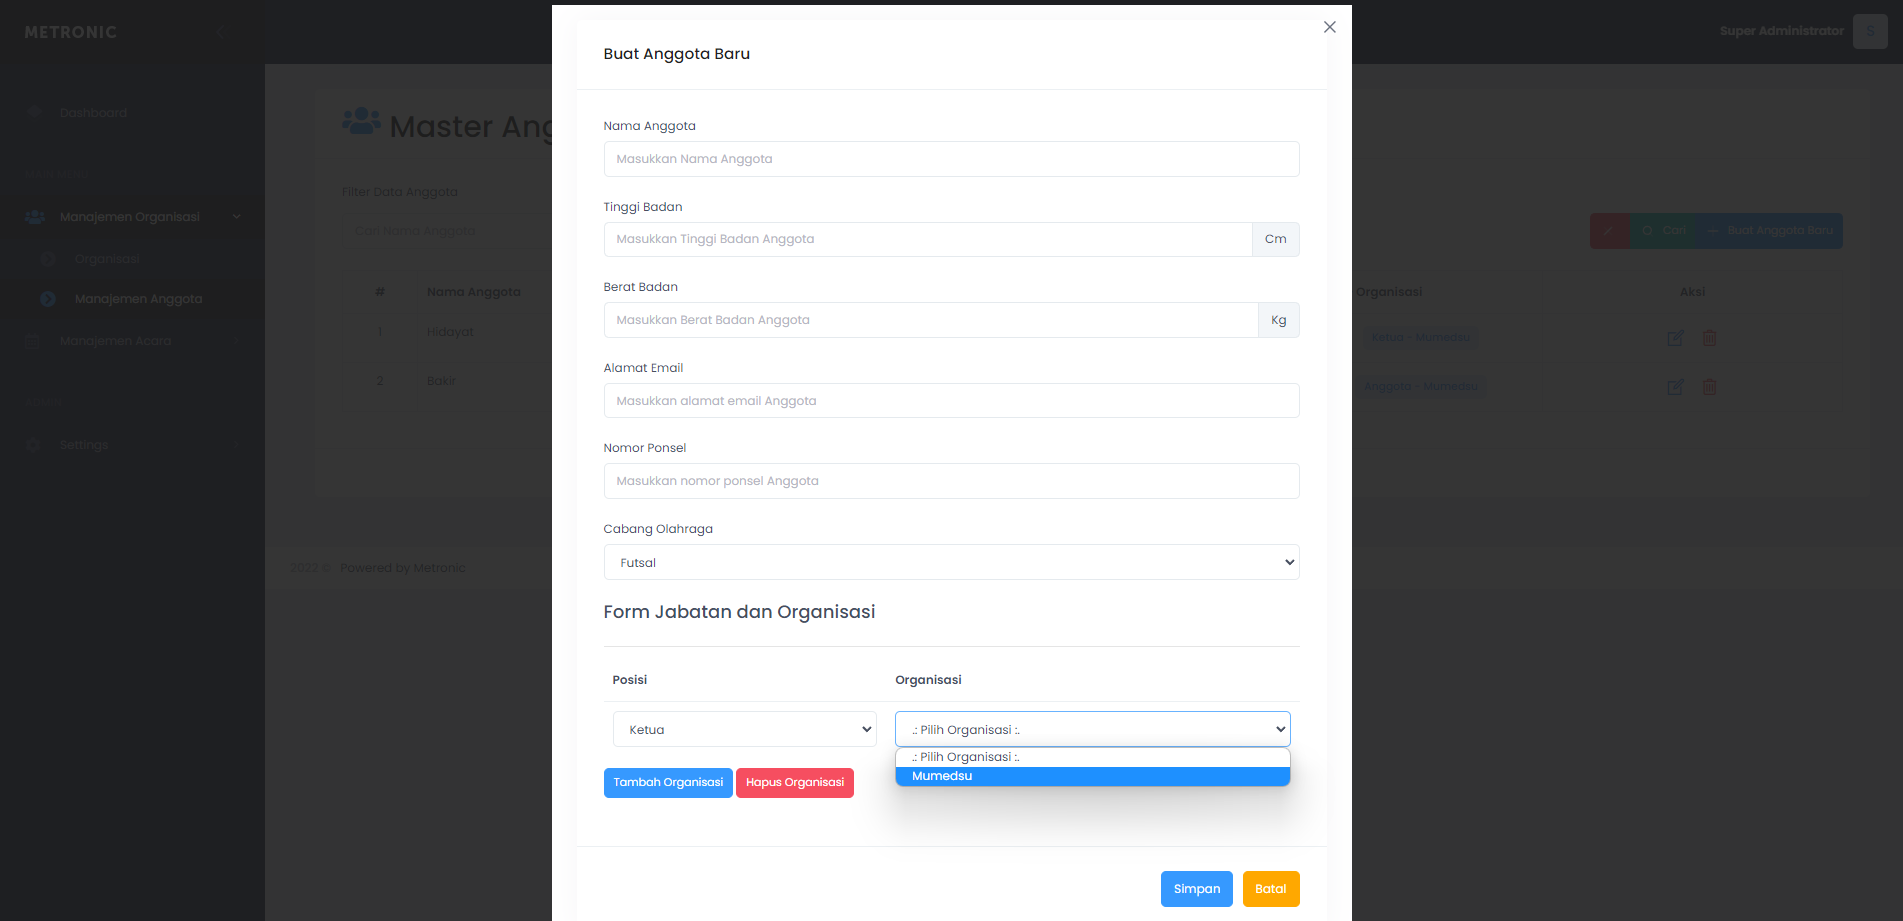 METRONIC
Super Administrator
S
Dashboard
MAIN MENU
Manajemen Organisasi
Organisasi
Manajemen Anggota
Manajemen Acara
ADMIN
Settings
Master Ang
Filter Data Anggota
Cari Nama Anggota
Cari
Buat Anggota Baru
# Nama Anggota Organisasi Aksi
1 Hidayat Ketua - Mumedsu
2 Bakir Anggota - Mumedsu
2022 © Powered by Metronic
Buat Anggota Baru
Nama Anggota
Masukkan Nama Anggota
Tinggi Badan
Masukkan Tinggi Badan Anggota Cm
Berat Badan
Masukkan Berat Badan Anggota Kg
Alamat Email
Masukkan alamat email Anggota
Nomor Ponsel
Masukkan nomor ponsel Anggota
Cabang Olahraga
Futsal
Form Jabatan dan Organisasi
Posisi Organisasi
Ketua .: Pilih Organisasi :.
.: Pilih Organisasi :.
Mumedsu
Tambah Organisasi Hapus Organisasi
Simpan Batal